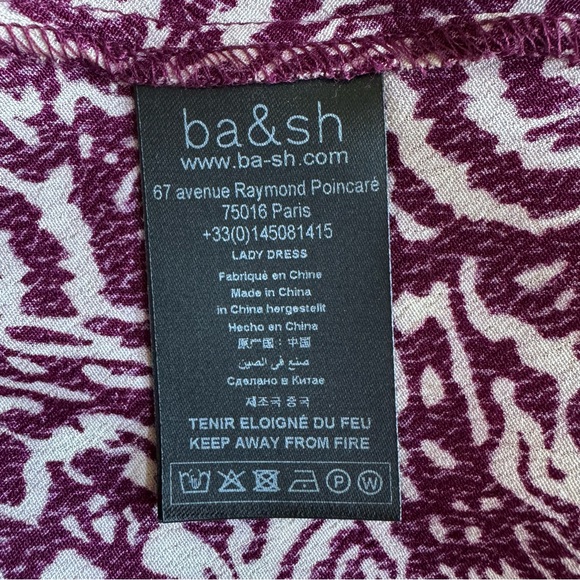 ba&sh
www.ba-sh.com
67 avenue Raymond Poincaré
75016 Paris
+33(0)145081415
LADY DRESS
Fabriqué en Chine
Made in China
in China hergestellt
Hecho en China
原产国：中国
صنع في الصين
Сделано в Китае
제조국 중국
TENIR ELOIGNÉ DU FEU
KEEP AWAY FROM FIRE
P W